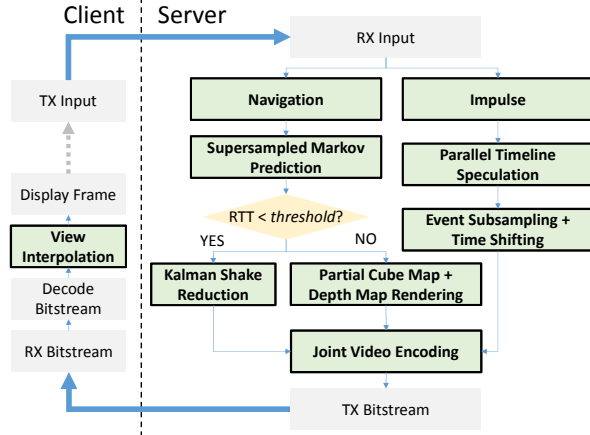 Client
Server
TX Input
Display Frame
View
Interpolation
Decode
Bitstream
RX Bitstream
RX Input
Navigation
Impulse
Supersampled Markov
Prediction
Parallel Timeline
Speculation
RTT < threshold?
Event Subsampling +
Time Shifting
YES
NO
Kalman Shake
Reduction
Partial Cube Map +
Depth Map Rendering
Joint Video Encoding
TX Bitstream